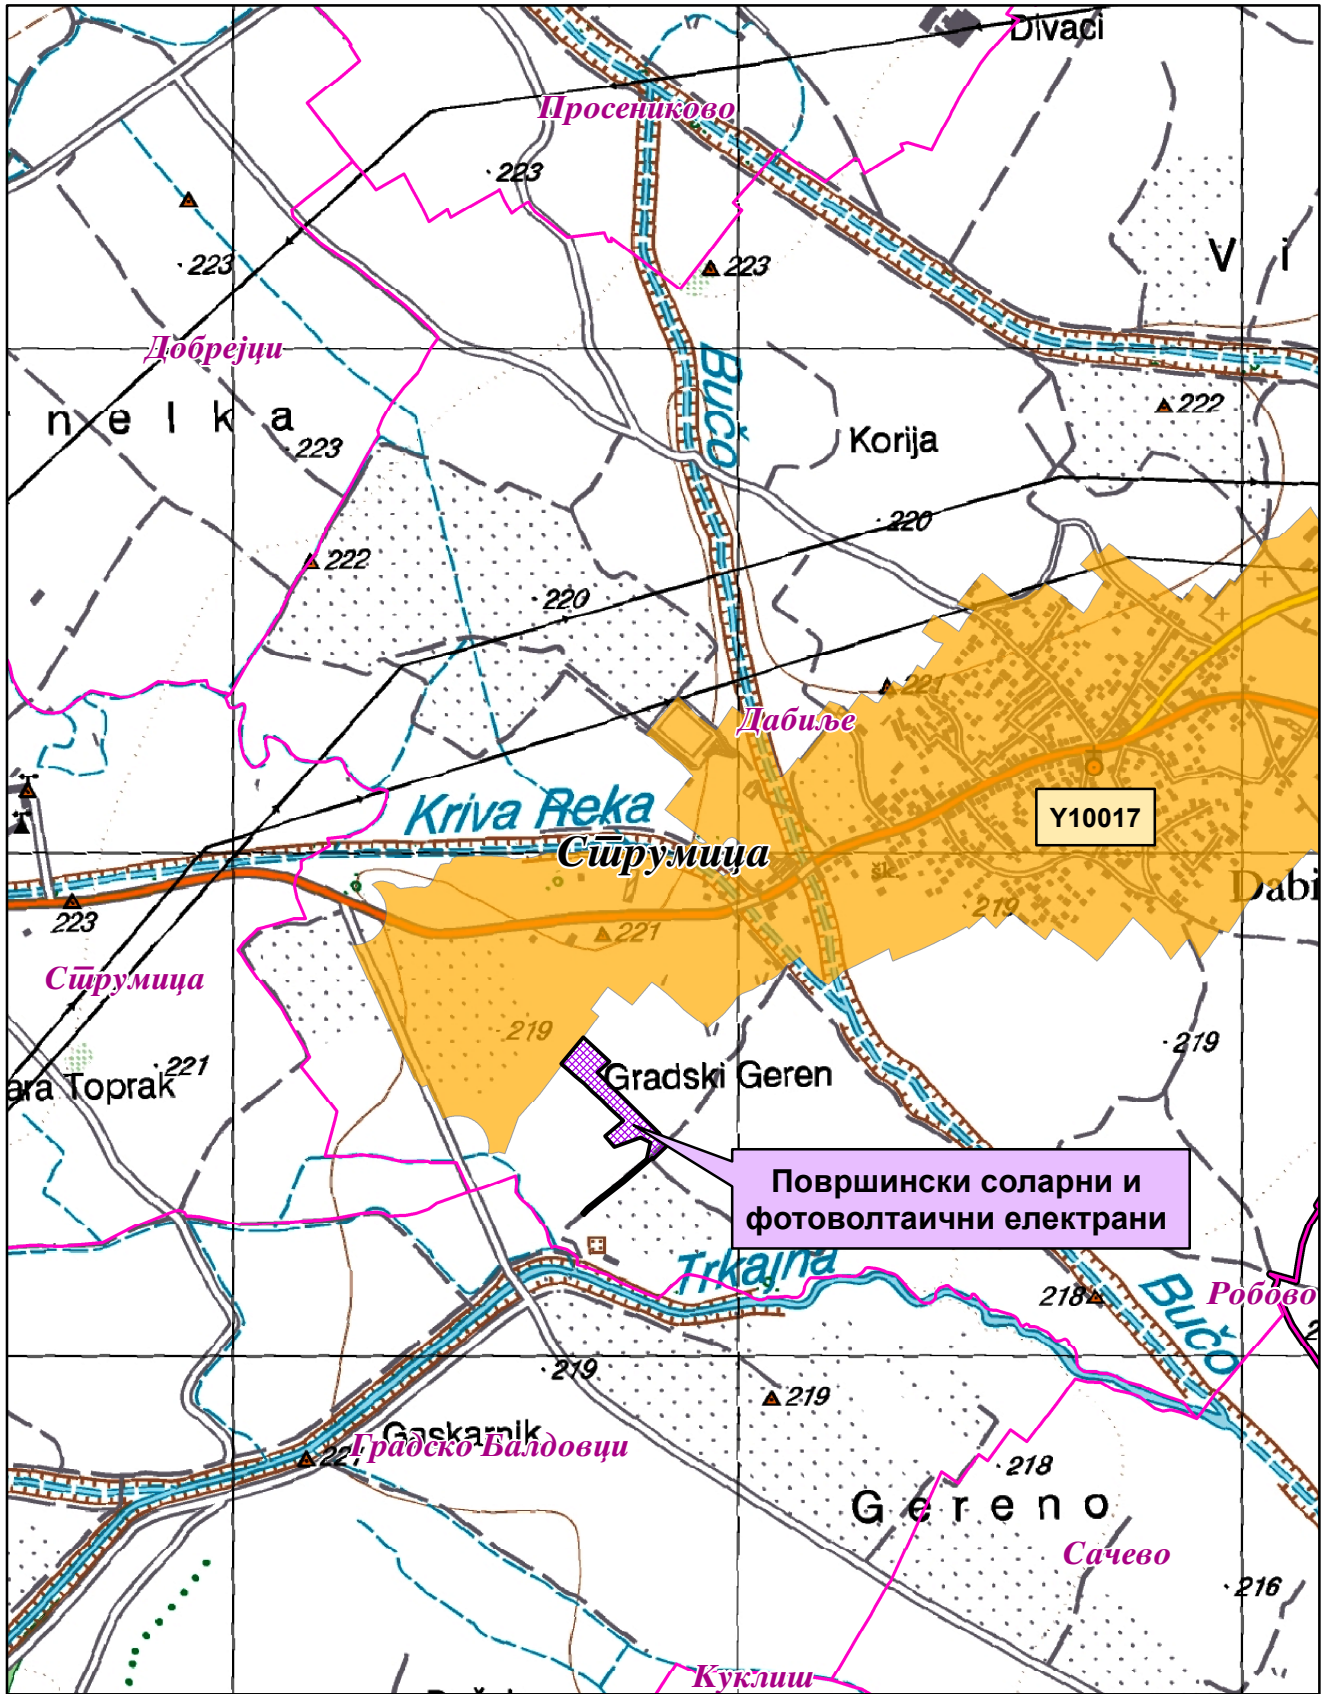 Divaci
Просениково
223
223
223
V i
Добрејци
Bučo
222
n e l k a
223
Korija
222
220
220
221
Дабиље
Kriva Reka
Y10017
Струмица
šk.
Dabi
223
221
219
Струмица
219
221
219
ara Toprak
Gradski Geren
Површински соларни и
фотоволтаични електрани
Trkajna
218
Bučo
Робово
219
219
Gaskarnik
Градско Балдовци
218
G e r e n o
Сачево
216
Куклиш